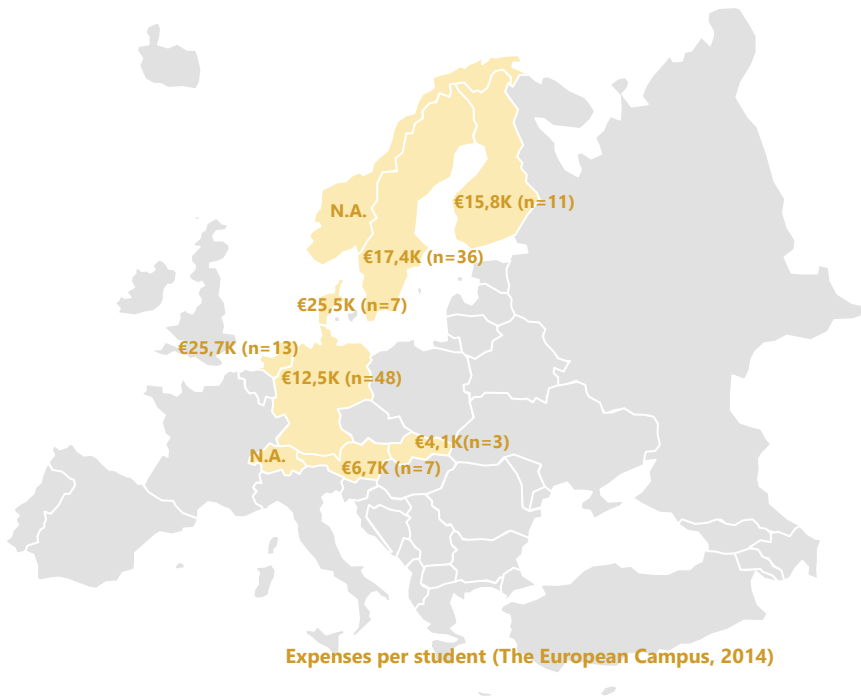 €15,8K (n=11)
N.A.
€17,4K (n=36)
€25,5K (n=7)
€25,7K (n=13)
€12,5K (n=48)
€4,1K(n=3)
N.A.
€6,7K (n=7)
Expenses per student (The European Campus, 2014)